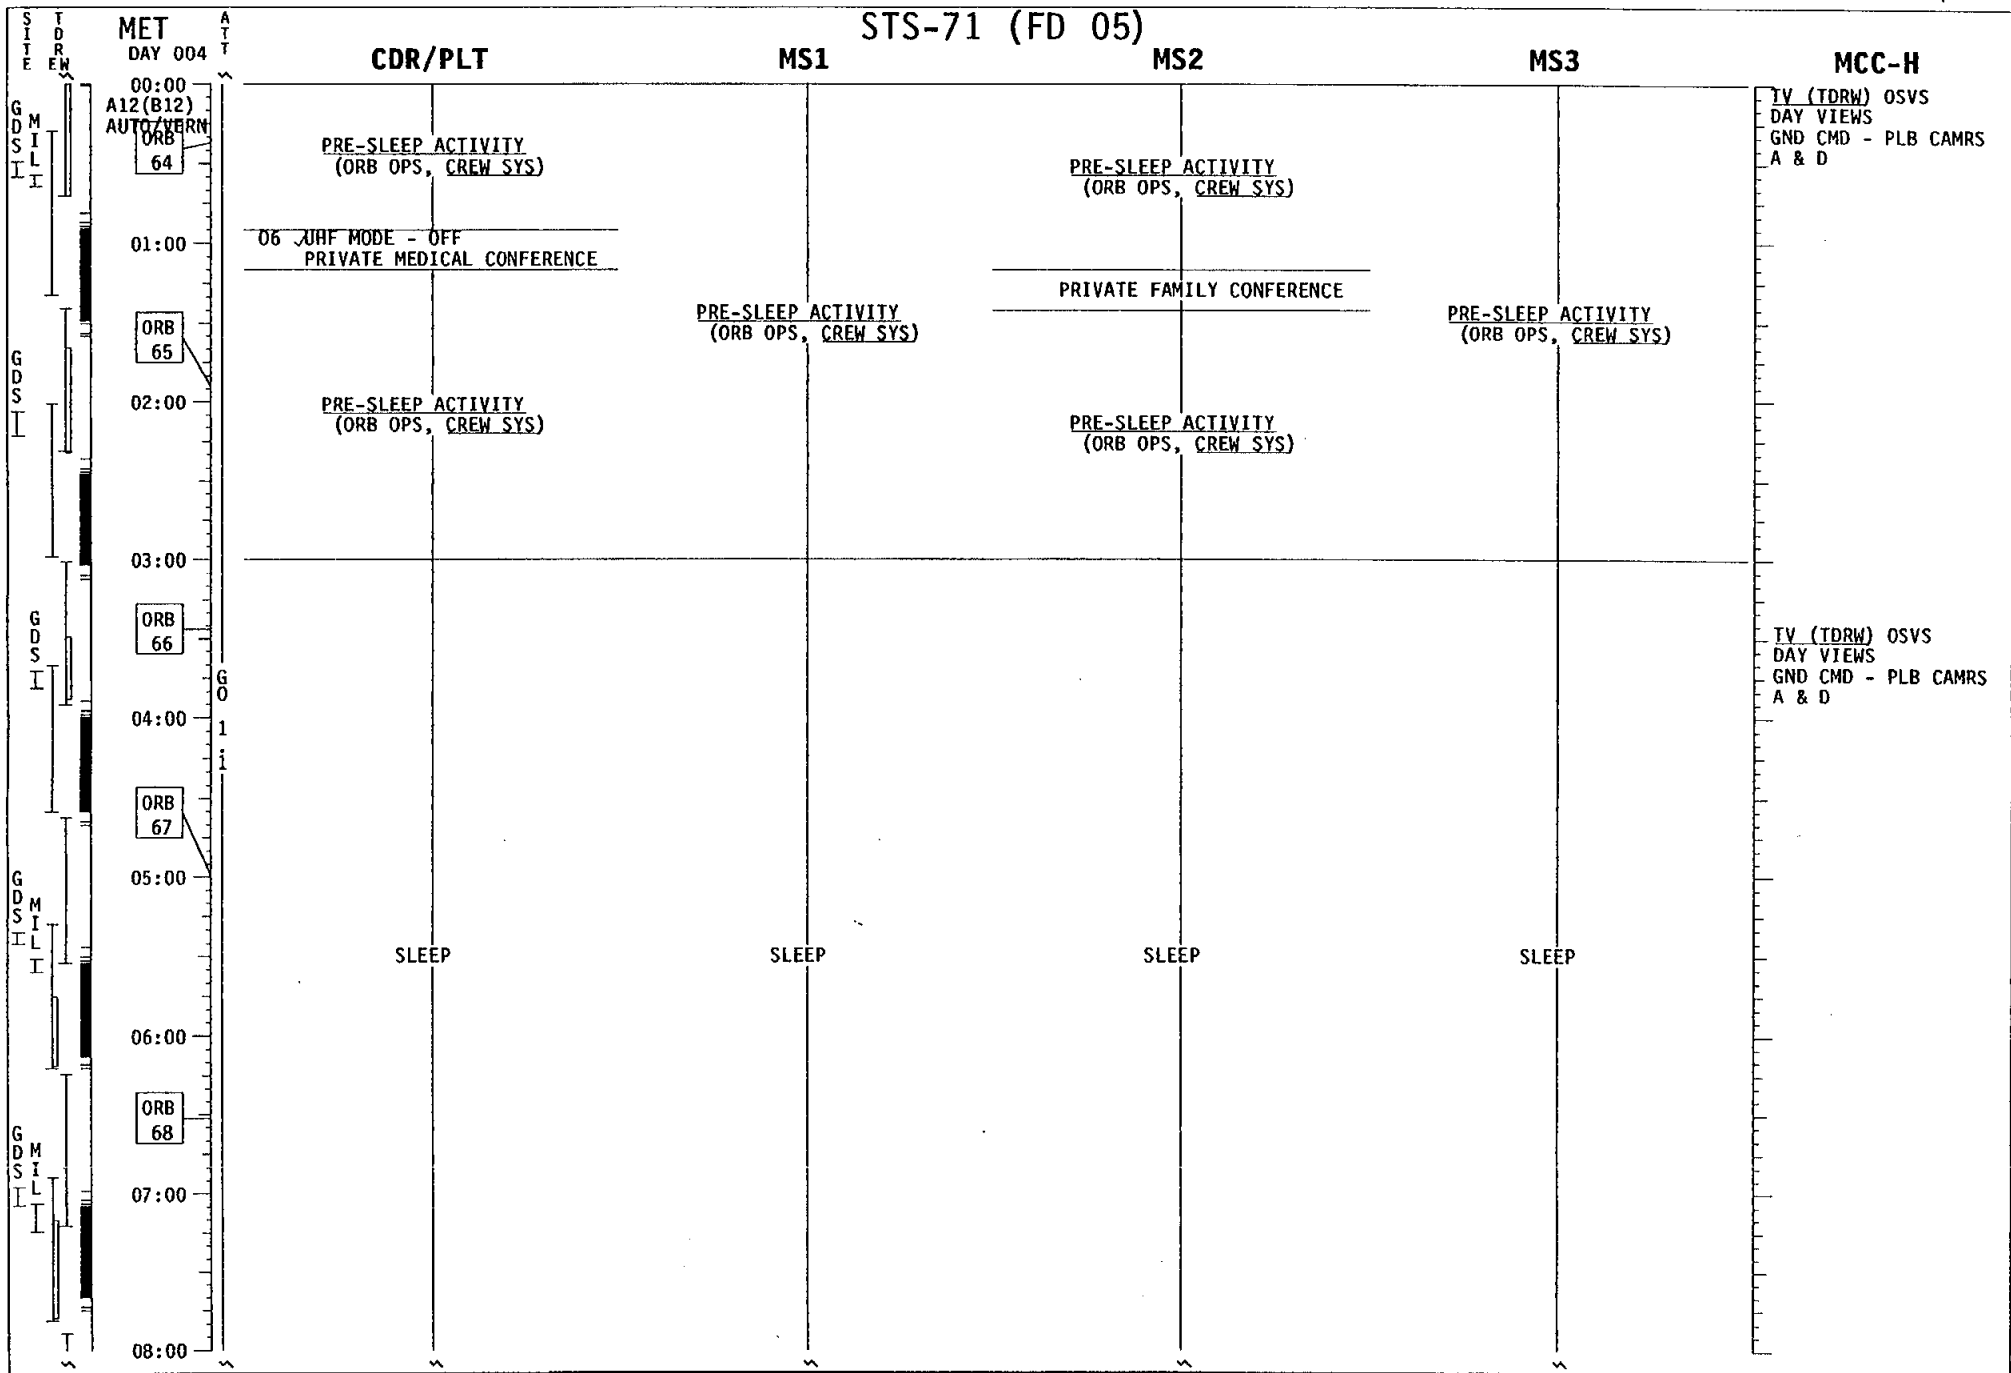 STS-71 (FD 05)
SITE
TDRE
W
MET
DAY 004
ATT
CDR/PLT
MS1
MS2
MS3
MCC-H
00:00
A12(B12)
AUTO/VERN
GDS
MIL
ORB
64
PRE-SLEEP ACTIVITY
(ORB OPS, CREW SYS)
PRE-SLEEP ACTIVITY
(ORB OPS, CREW SYS)
TV (TDRW) OSVS
DAY VIEWS
GND CMD - PLB CAMRS
A & D
01:00
06 √UHF MODE - OFF
PRIVATE MEDICAL CONFERENCE
PRIVATE FAMILY CONFERENCE
PRE-SLEEP ACTIVITY
(ORB OPS, CREW SYS)
PRE-SLEEP ACTIVITY
(ORB OPS, CREW SYS)
ORB
65
GDS
02:00
PRE-SLEEP ACTIVITY
(ORB OPS, CREW SYS)
PRE-SLEEP ACTIVITY
(ORB OPS, CREW SYS)
03:00
GDS
ORB
66
TV (TDRW) OSVS
DAY VIEWS
GND CMD - PLB CAMRS
A & D
GO 1.i
04:00
ORB
67
05:00
GDS
MIL
SLEEP
SLEEP
SLEEP
SLEEP
06:00
ORB
68
GDS
MIL
07:00
08:00